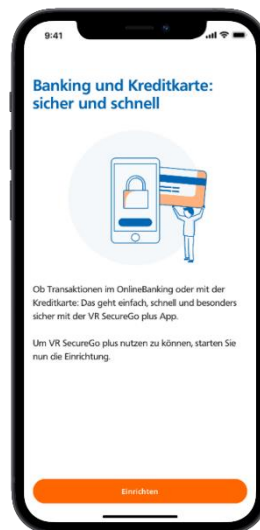 9:41
Banking und Kreditkarte:
sicher und schnell
Ob Transaktionen im OnlineBanking oder mit der
Kreditkarte: Das geht einfach, schnell und besonders
sicher mit der VR SecureGo plus App.
Um VR SecureGo plus nutzen zu können, starten Sie
nun die Einrichtung.
Einrichten